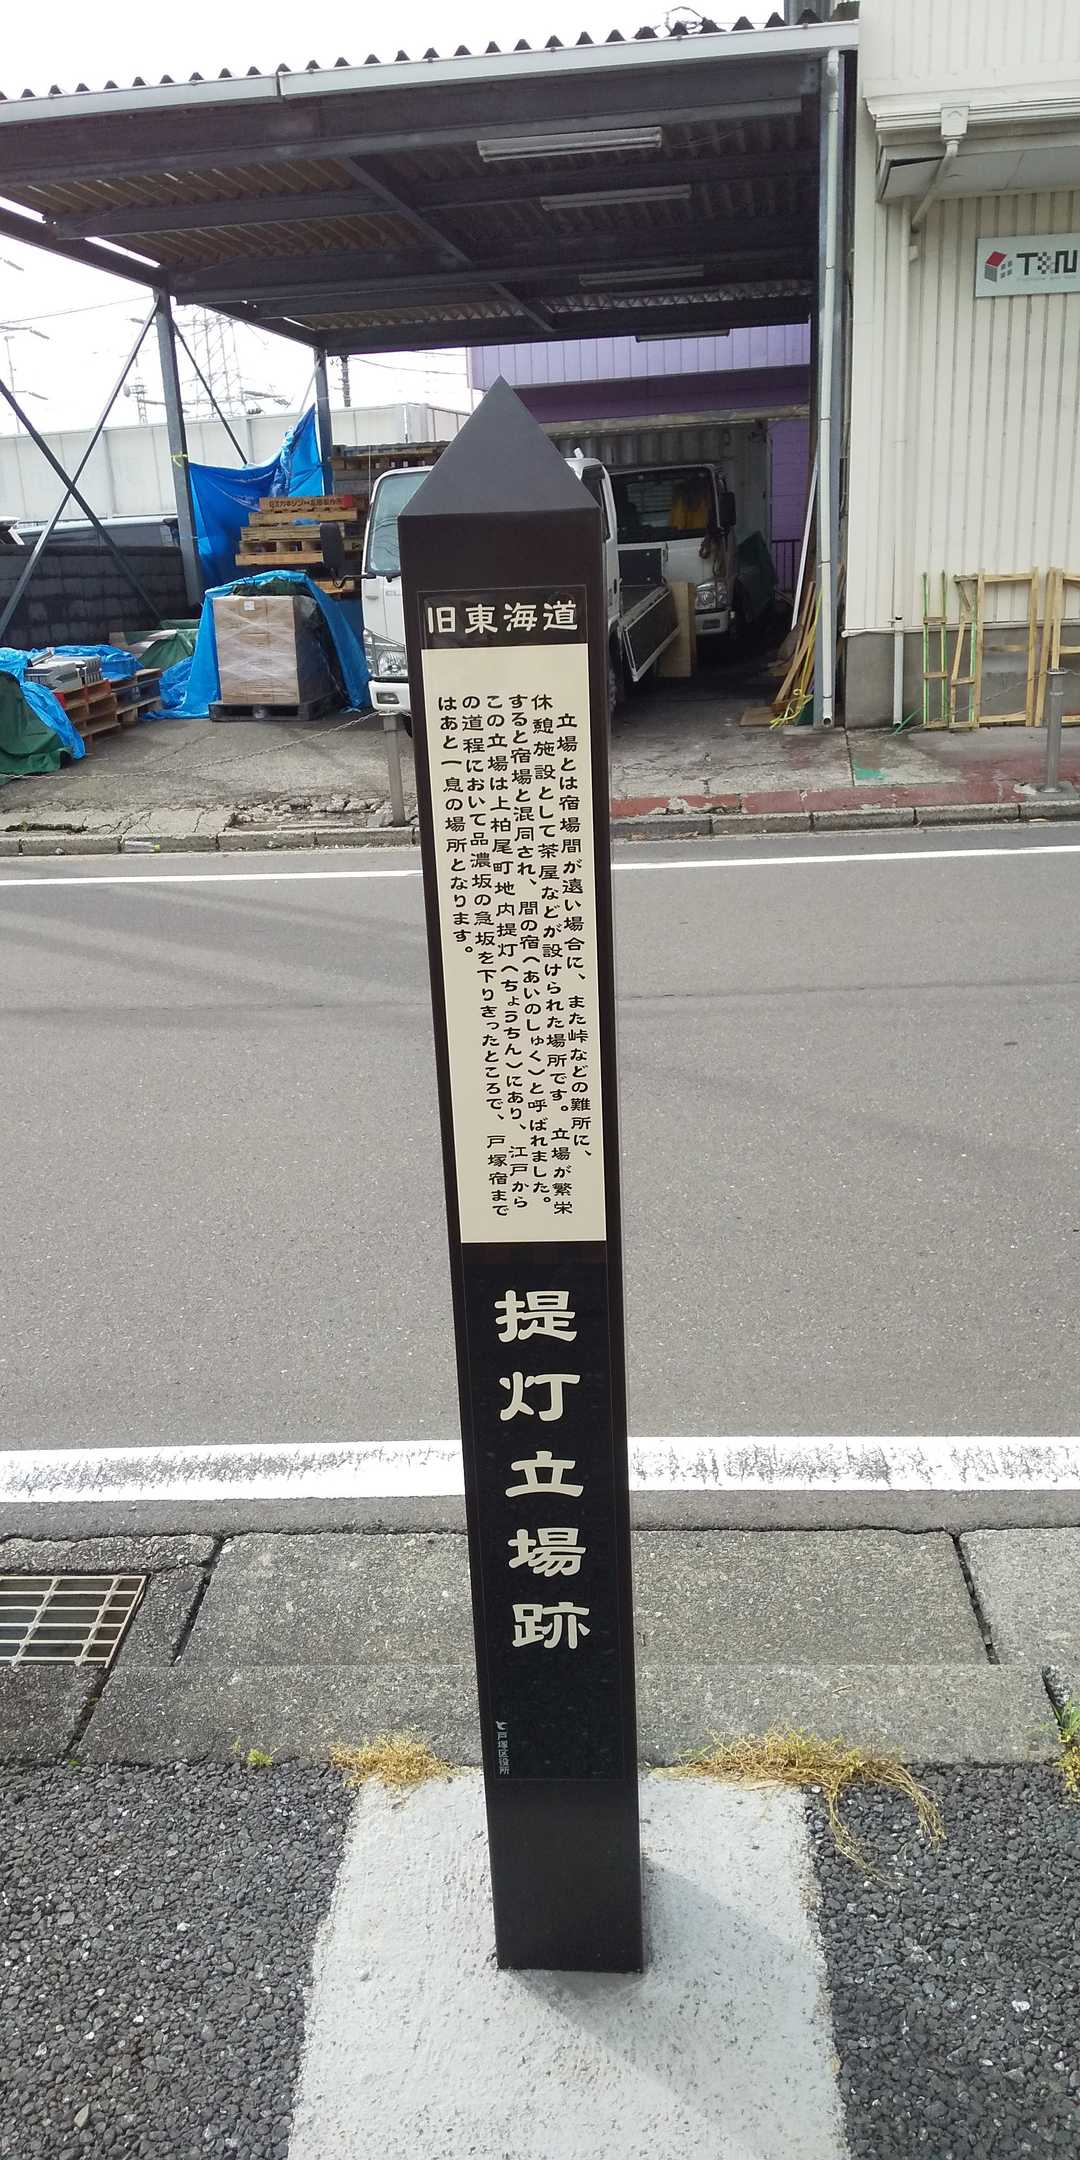 旧東海道
立場とは宿場間が遠い場合に、また峠などの難所に、
休憩施設として茶屋などが設けられた場所です。立場が繁栄
すると宿場と混同され、間の宿(あいのしゅく)と呼ばれました。
この立場は上柏尾町地内提灯(ちょうちん)にあり、江戸から
の道程において品濃坂の急坂を下りきったところで、戸塚宿まで
はあと一息の場所となります。
提灯立場跡
戸塚区役所